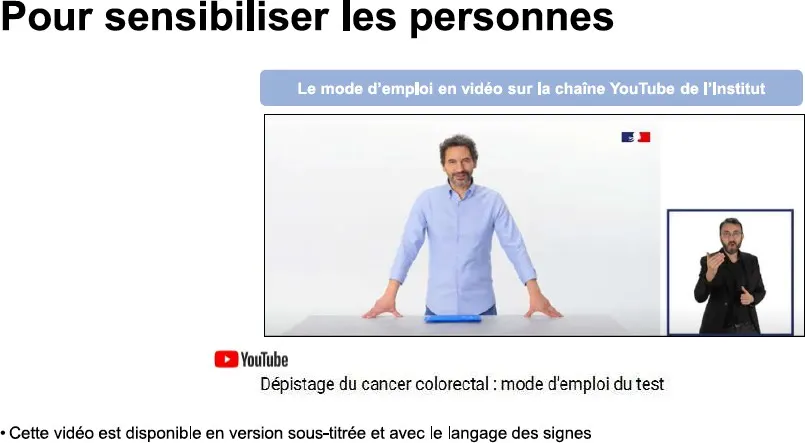 Pour sensibiliser les personnes
Le mode d'emploi en vidéo sur la chaîne YouTube de l'Institut
YouTube
Dépistage du cancer colorectal : mode d'emploi du test
• Cette vidéo est disponible en version sous-titrée et avec le langage des signes